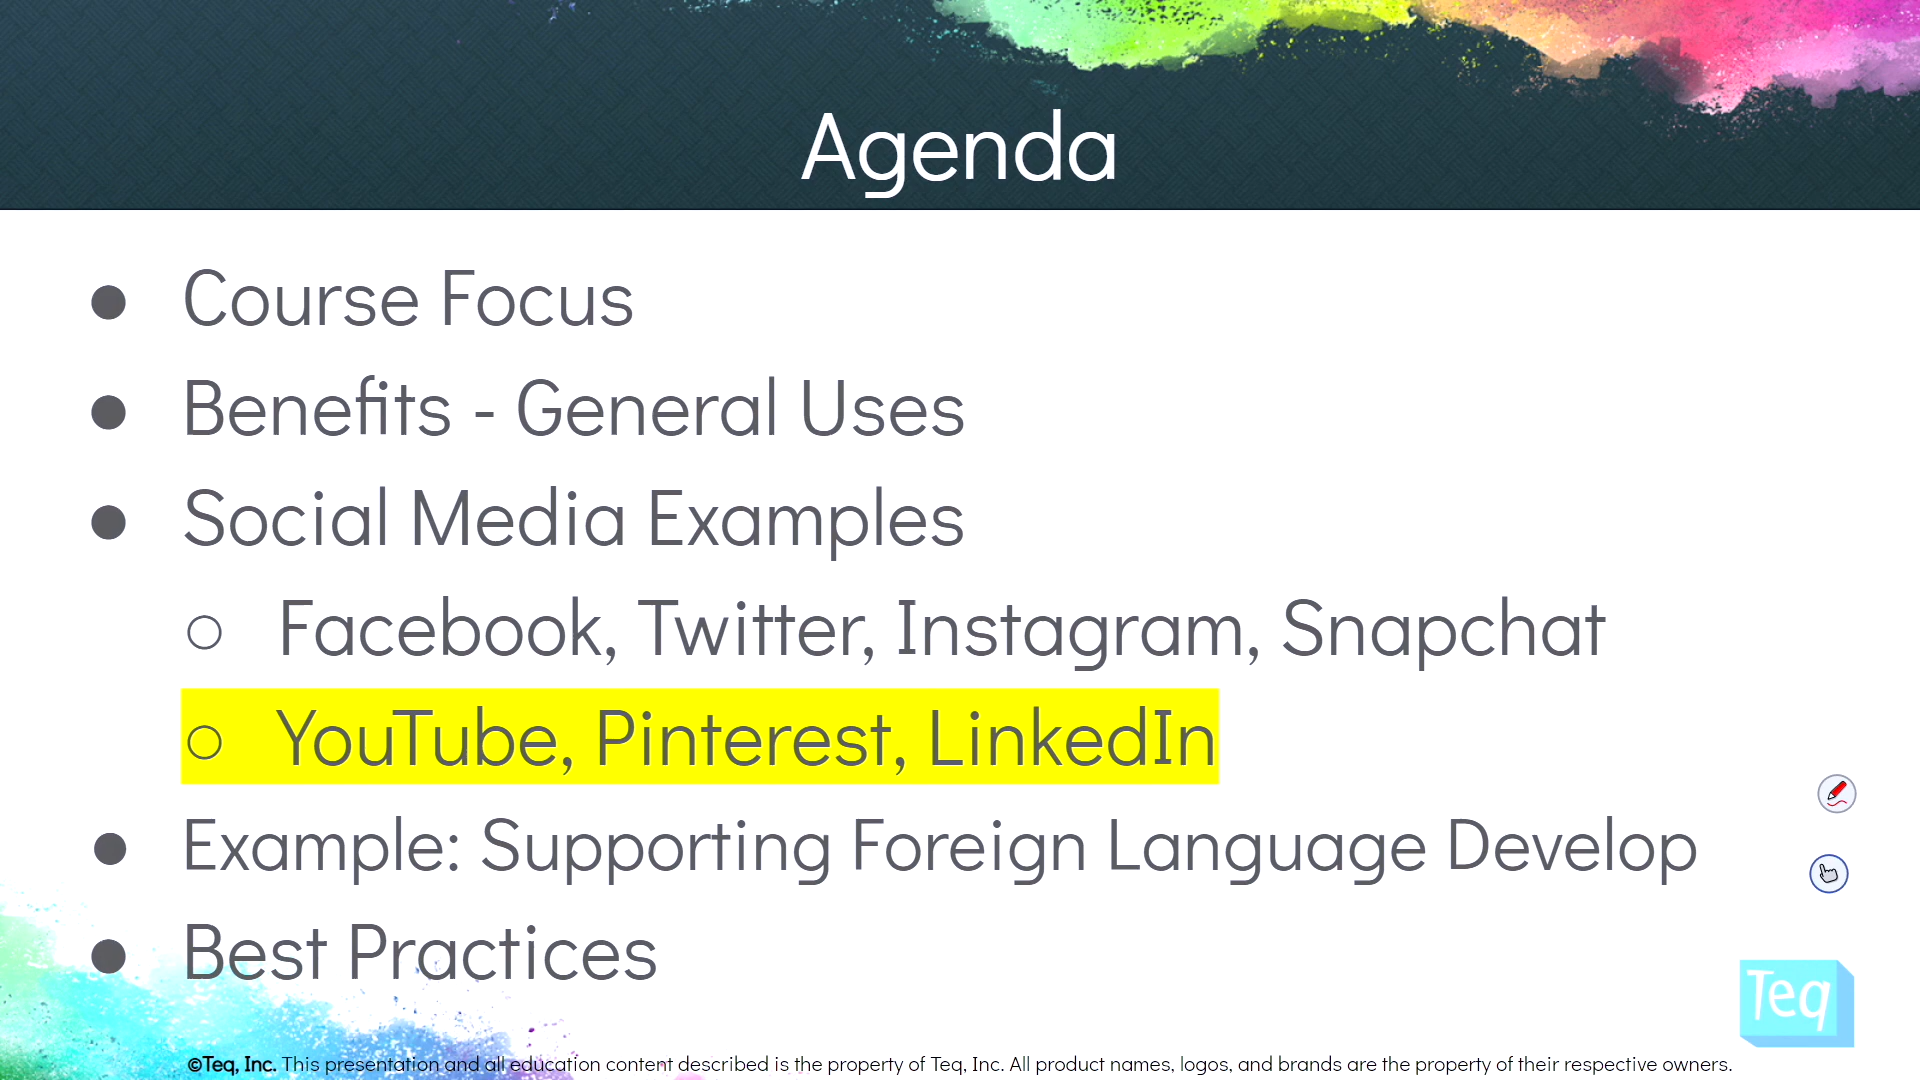 Agenda
● Course Focus
● Benefits - General Uses
● Social Media Examples
○ Facebook, Twitter, Instagram, Snapchat
○ YouTube, Pinterest, LinkedIn
● Example: Supporting Foreign Language Develop
● Best Practices
Teq
©Teq, Inc. This presentation and all education content described is the property of Teq, Inc. All product names, logos, and brands are the property of their respective owners.